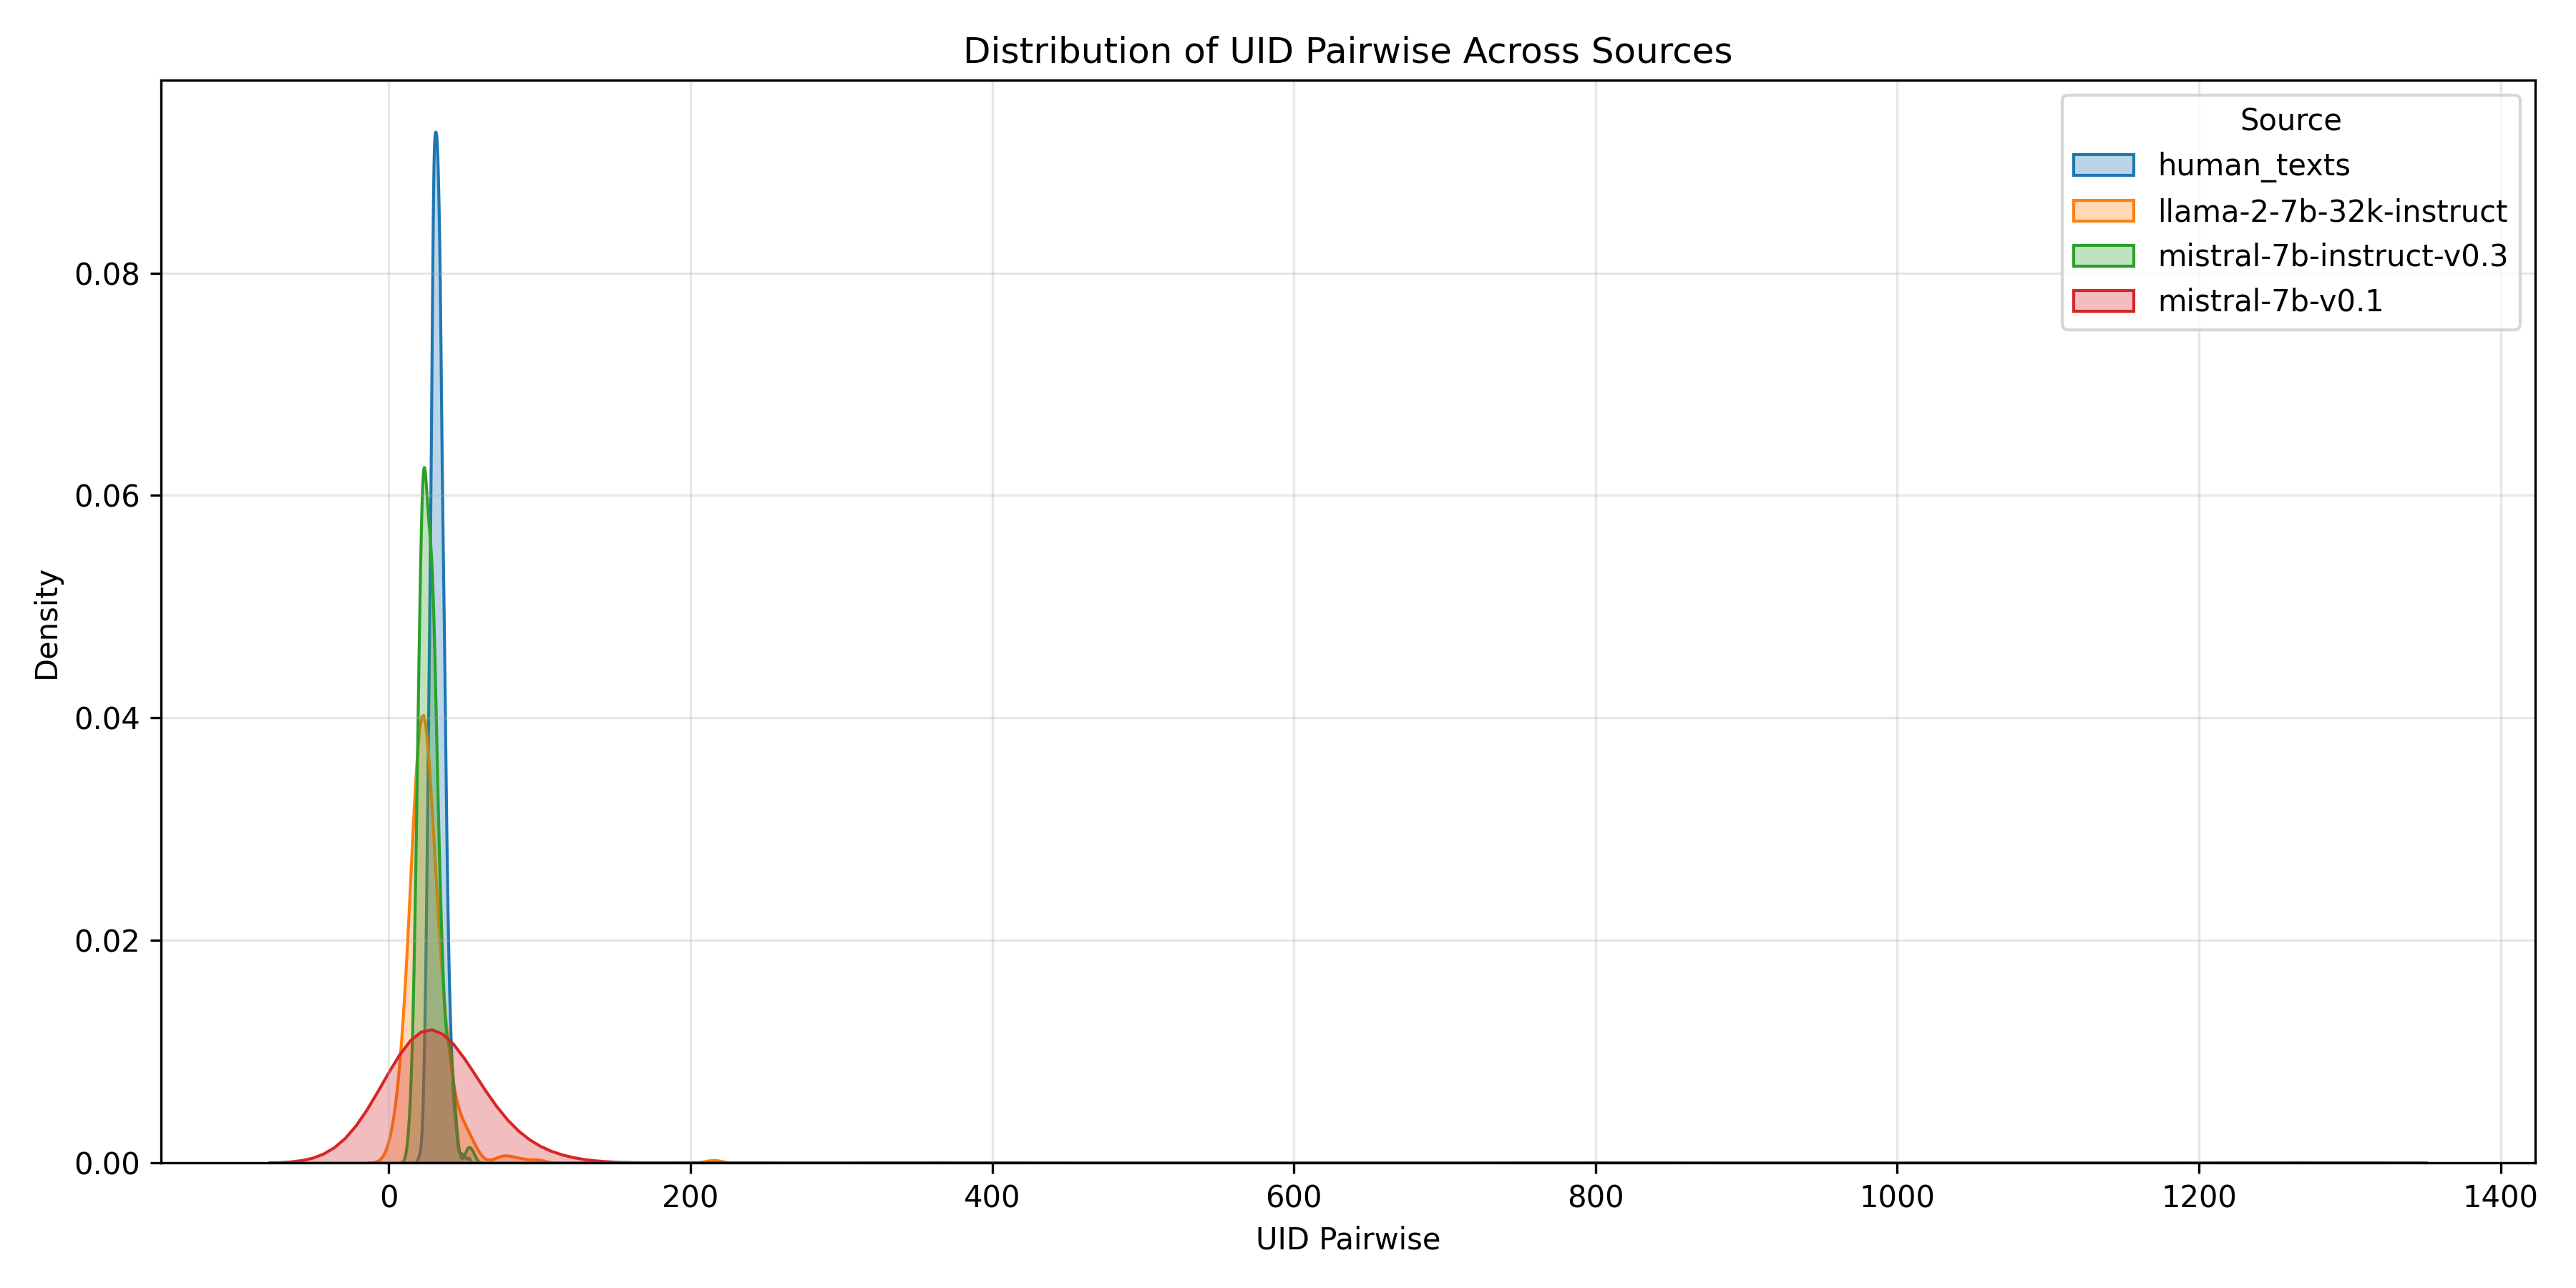 Distribution of UID Pairwise Across Sources
Source
human_texts
llama-2-7b-32k-instruct
mistral-7b-instruct-v0.3
mistral-7b-v0.1
Density
0.08
0.06
0.04
0.02
0.00
0 200 400 600 800 1000 1200 1400
UID Pairwise